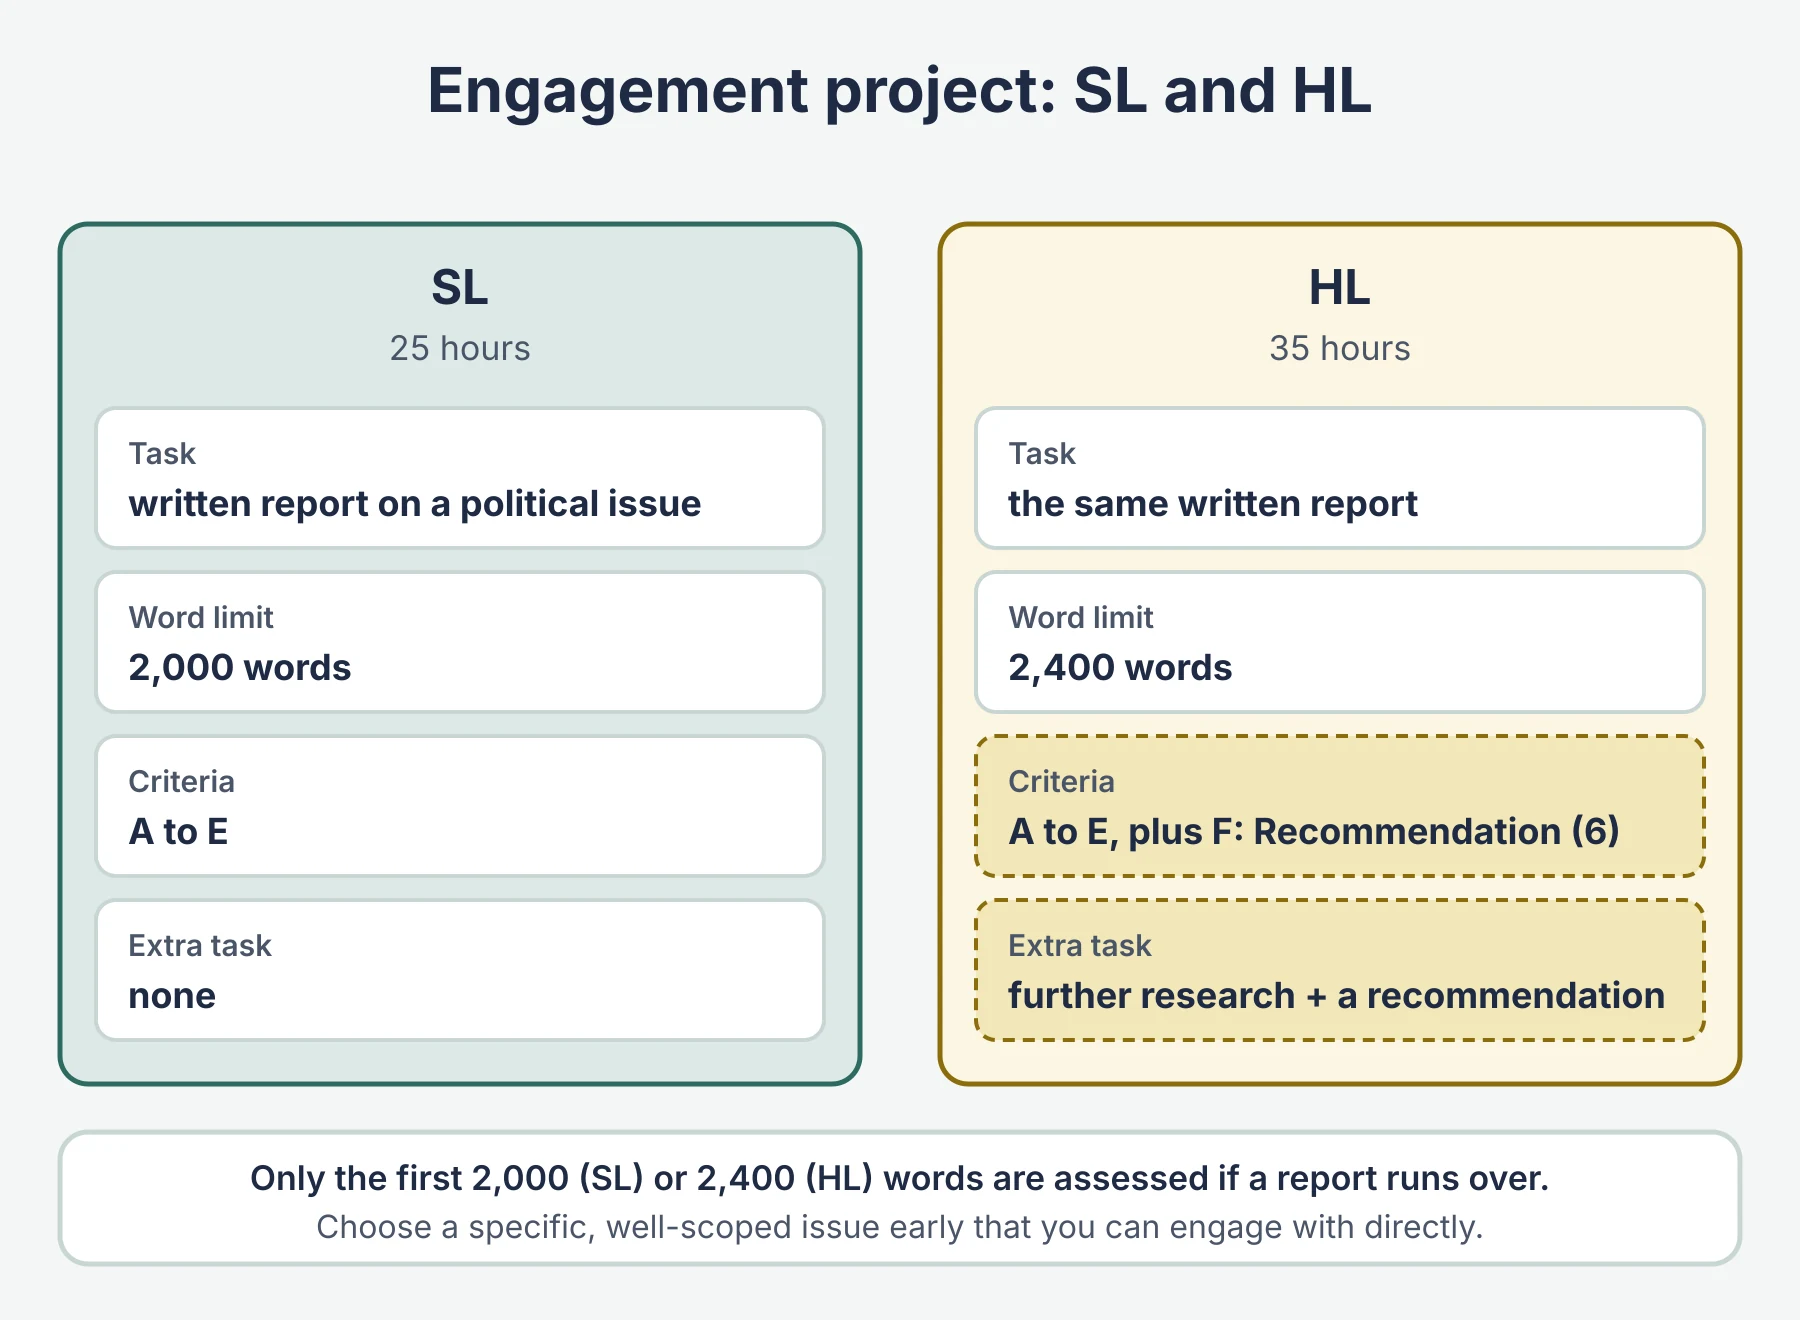 Engagement project: SL and HL
SL
25 hours
Task
written report on a political issue
Word limit
2,000 words
Criteria
A to E
Extra task
none
HL
35 hours
Task
the same written report
Word limit
2,400 words
Criteria
A to E, plus F: Recommendation (6)
Extra task
further research + a recommendation
Only the first 2,000 (SL) or 2,400 (HL) words are assessed if a report runs over.
Choose a specific, well-scoped issue early that you can engage with directly.